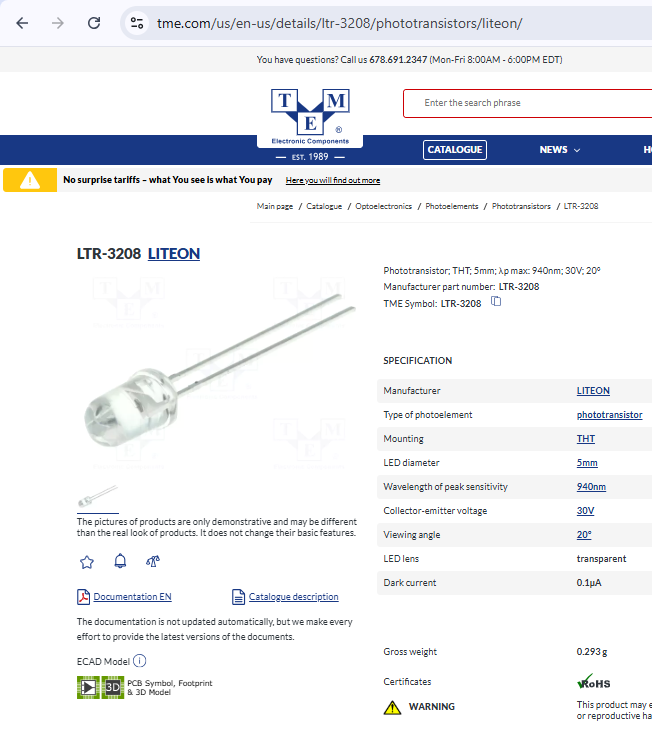 tme.com/us/en-us/details/ltr-3208/phototransistors/liteon/
You have questions? Call us 678.691.2347 (Mon-Fri 8:00AM - 6:00PM EDT)
T M
E ®
Electronic Components
EST. 1989
Enter the search phrase
CATALOGUE NEWS
No surprise tariffs – what You see is what You pay Here you will find out more
Main page / Catalogue / Optoelectronics / Photoelements / Phototransistors / LTR-3208
LTR-3208 LITEON
Phototransistor; THT; 5mm; λp max: 940nm; 30V; 20°
Manufacturer part number: LTR-3208
TME Symbol: LTR-3208
SPECIFICATION
Manufacturer LITEON
Type of photoelement phototransistor
Mounting THT
LED diameter 5mm
Wavelength of peak sensitivity 940nm
Collector-emitter voltage 30V
Viewing angle 20°
LED lens transparent
Dark current 0.1µA
Gross weight 0.293 g
Certificates RoHS
WARNING This product may
or reproductive
The pictures of products are only demonstrative and may be different
than the real look of products. It does not change their basic features.
Documentation EN Catalogue description
The documentation is not updated automatically, but we make every
effort to provide the latest versions of the documents.
ECAD Model i
3D PCB Symbol, Footprint
& 3D Model